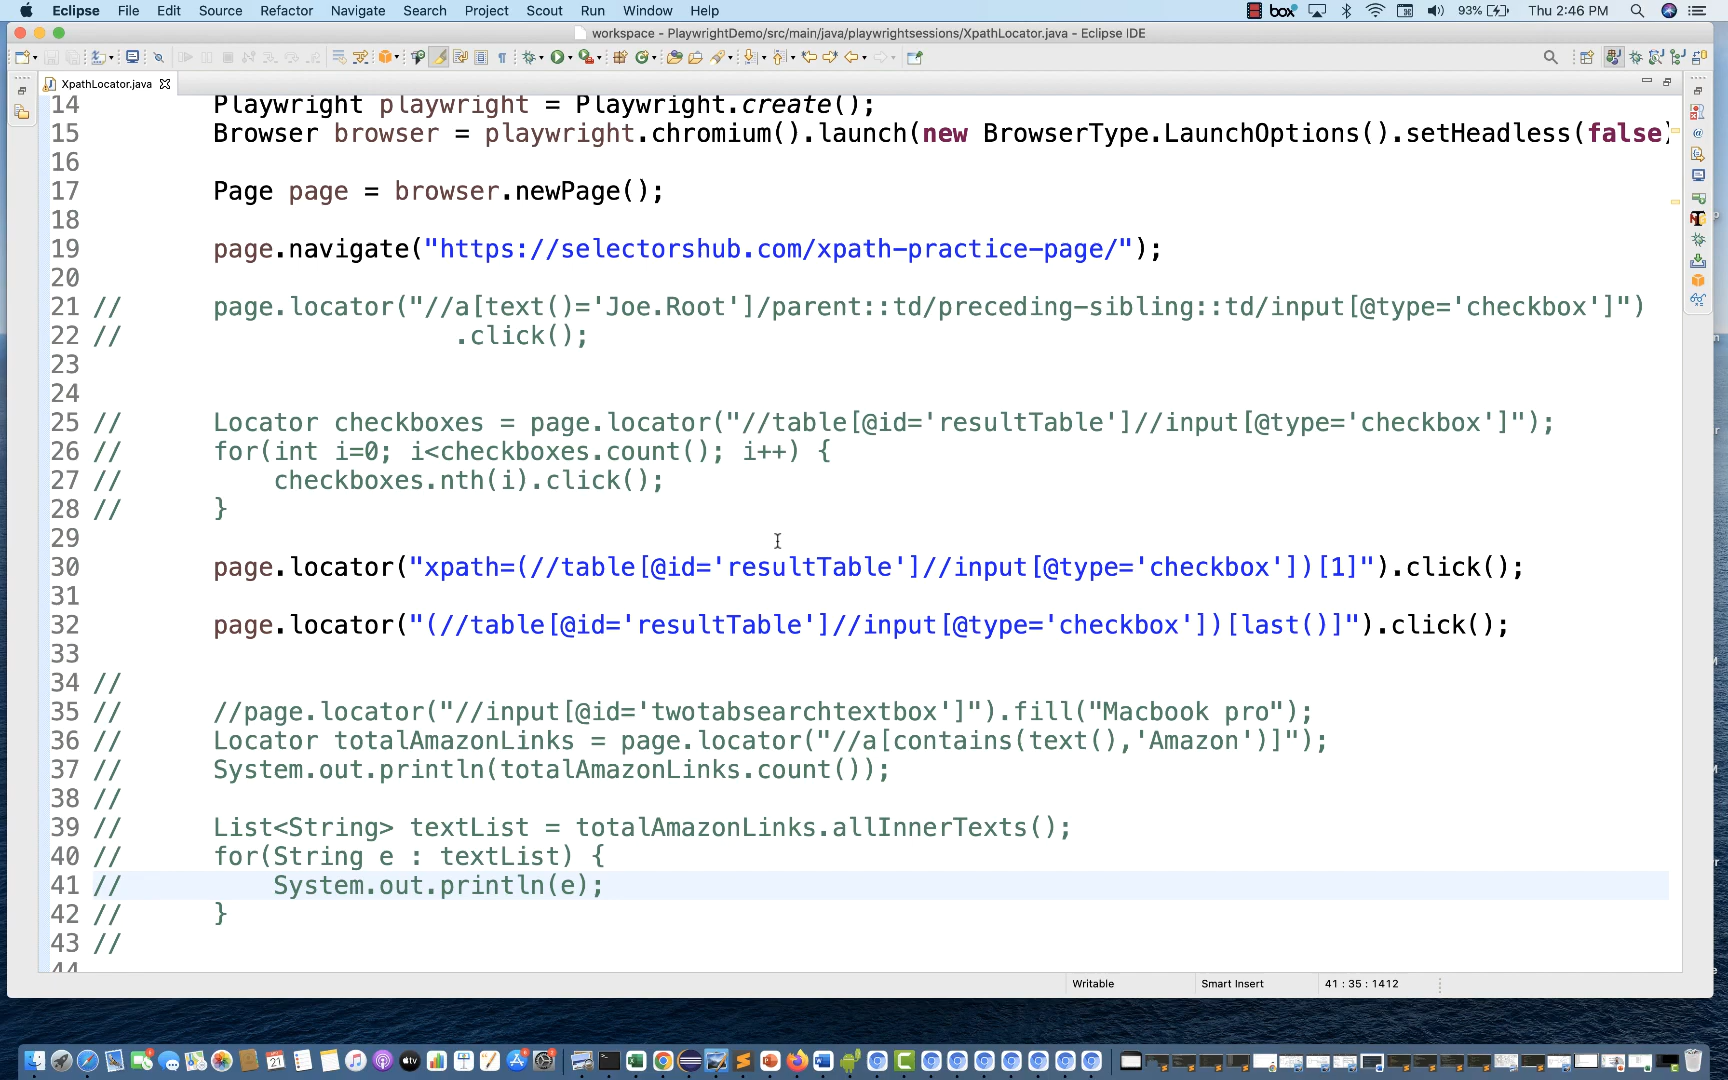 Eclipse File Edit Source Refactor Navigate Search Project Scout Run Window Help box 93% Thu 2:46 PM
workspace - PlaywrightDemo/src/main/java/playwrightsessions/XpathLocator.java - Eclipse IDE
XpathLocator.java
14 Playwright playwright = Playwright.create();
15 Browser browser = playwright.chromium().launch(new BrowserType.LaunchOptions().setHeadless(false)
16
17 Page page = browser.newPage();
18
19 page.navigate("https://selectorshub.com/xpath-practice-page/");
20
21 // page.locator("//a[text()='Joe.Root']/parent::td/preceding-sibling::td/input[@type='checkbox']")
22 // .click();
23
24
25 // Locator checkboxes = page.locator("//table[@id='resultTable']//input[@type='checkbox']");
26 // for(int i=0; i<checkboxes.count(); i++) {
27 // checkboxes.nth(i).click();
28 // }
29
30 page.locator("xpath=(//table[@id='resultTable']//input[@type='checkbox'])[1]").click();
31
32 page.locator("(//table[@id='resultTable']//input[@type='checkbox'])[last()]").click();
33
34 //
35 // //page.locator("//input[@id='twotabsearchtextbox']").fill("Macbook pro");
36 // Locator totalAmazonLinks = page.locator("//a[contains(text(),'Amazon')]");
37 // System.out.println(totalAmazonLinks.count());
38 //
39 // List<String> textList = totalAmazonLinks.allInnerTexts();
40 // for(String e : textList) {
41 // System.out.println(e);
42 // }
43 //
44
Writable Smart Insert 41 : 35 : 1412